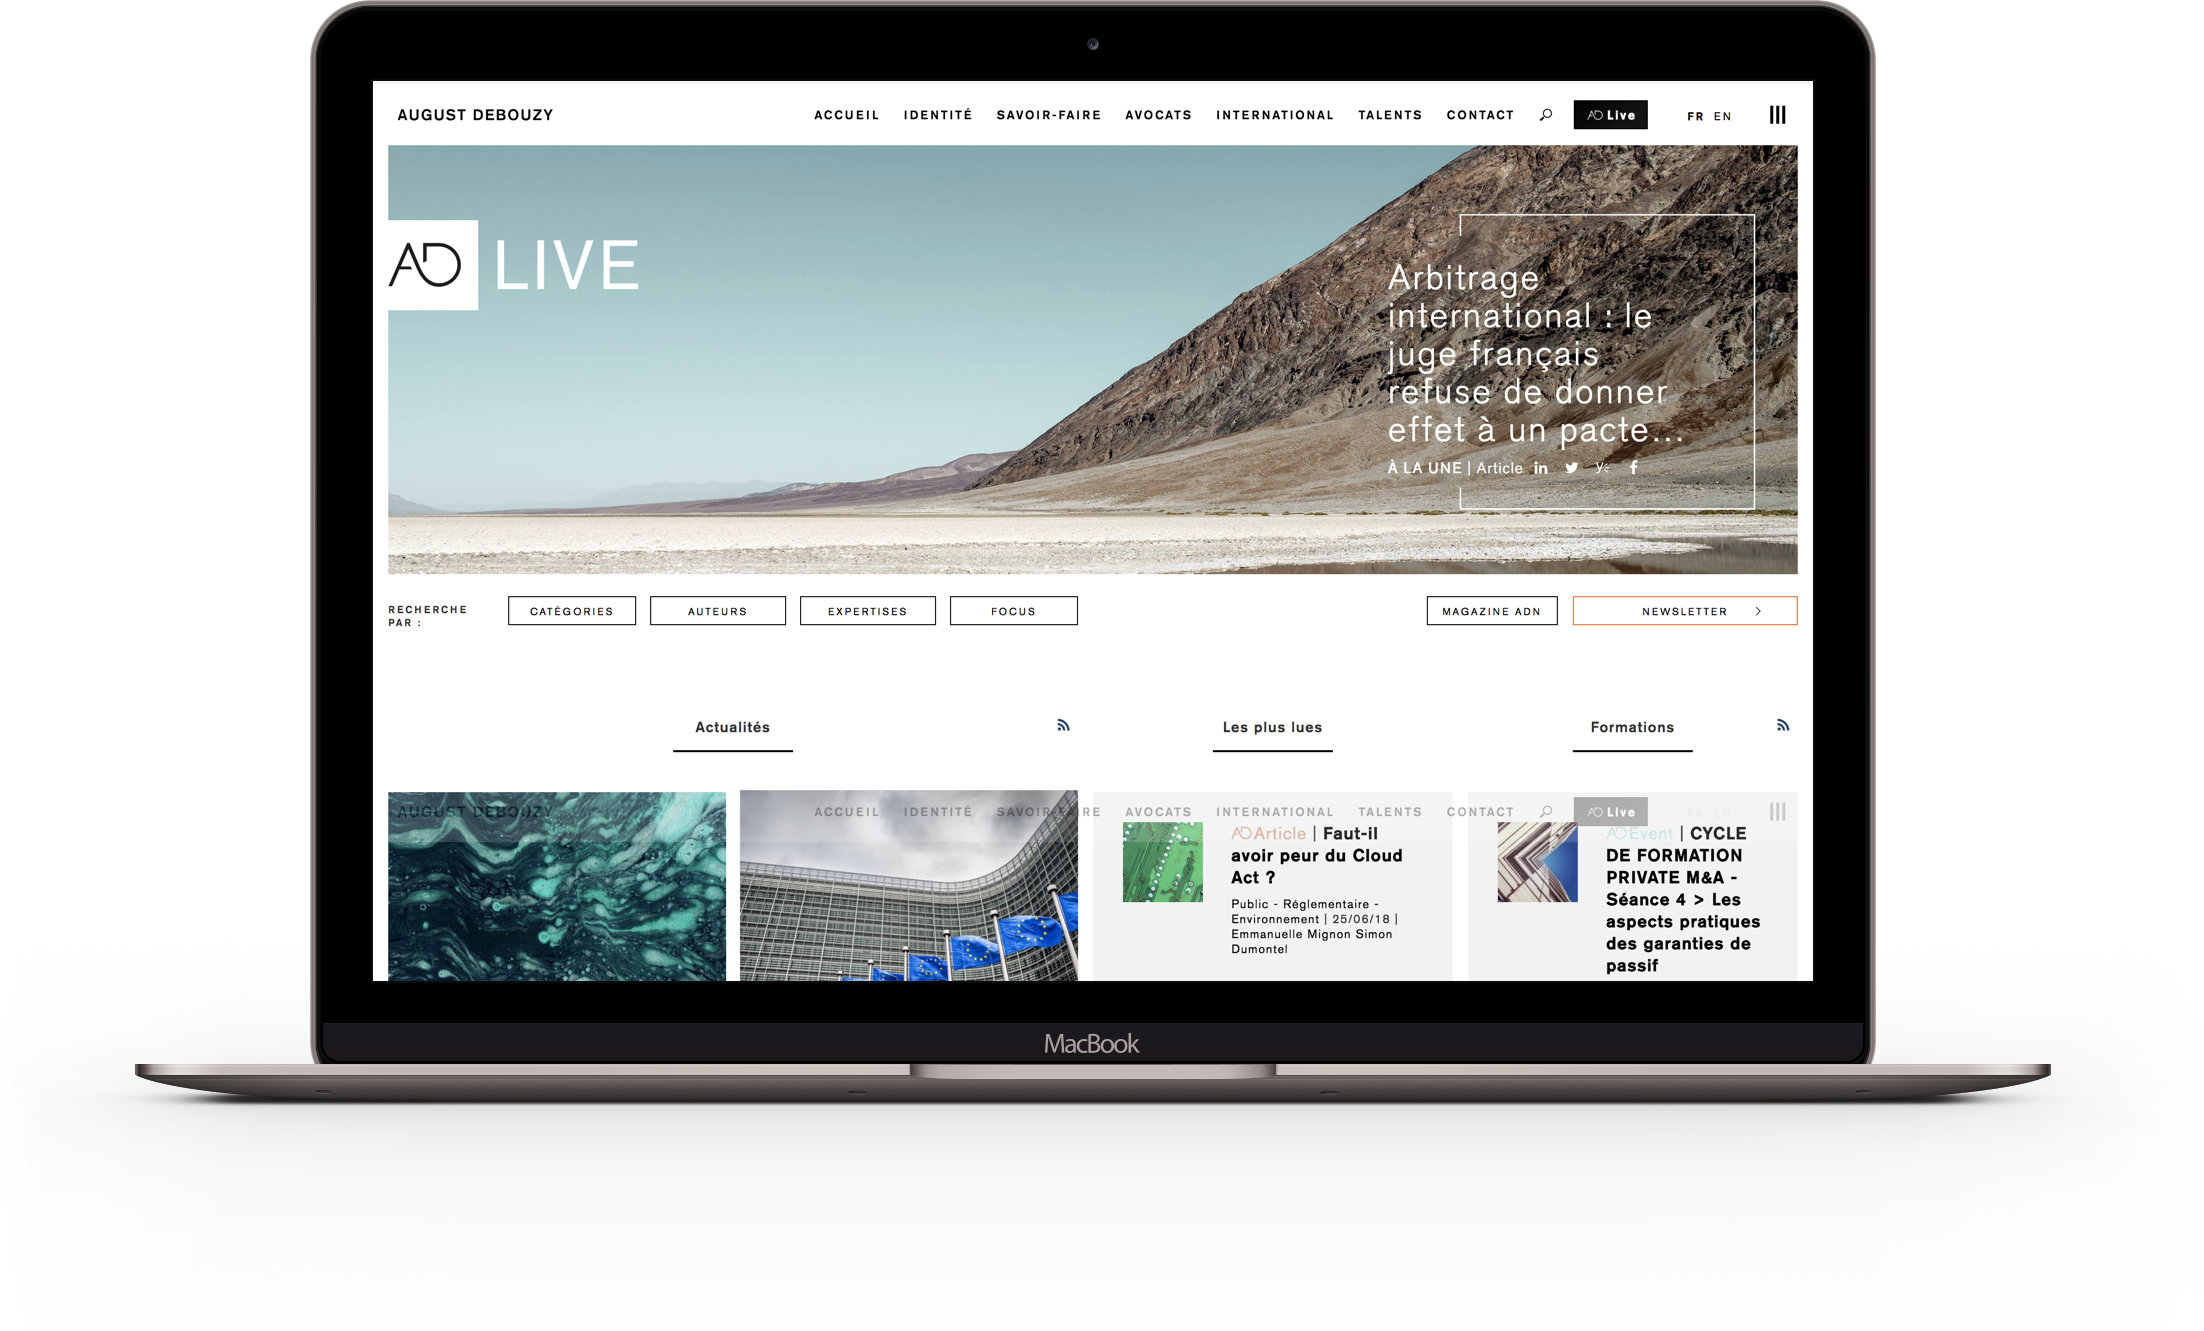 AUGUST DEBOUZY
ACCUEIL IDENTITÉ SAVOIR-FAIRE AVOCATS INTERNATIONAL TALENTS CONTACT AD Live FR EN
AD LIVE
Arbitrage
international : le
juge français
refuse de donner
effet à un pacte...
À LA UNE | Article
RECHERCHE
PAR :
CATÉGORIES AUTEURS EXPERTISES FOCUS MAGAZINE ADN NEWSLETTER
Actualités
Les plus lues
Formations
AUGUST DEBOUZY
ACCUEIL IDENTITÉ SAVOIR-FAIRE AVOCATS INTERNATIONAL TALENTS CONTACT AD Live FR EN
AD Article | Faut-il
avoir peur du Cloud
Act ?
Public - Réglementaire -
Environnement | 25/06/18 |
Emmanuelle Mignon Simon
Dumontel
AD Event | CYCLE
DE FORMATION
PRIVATE M&A -
Séance 4 > Les
aspects pratiques
des garanties de
passif
MacBook